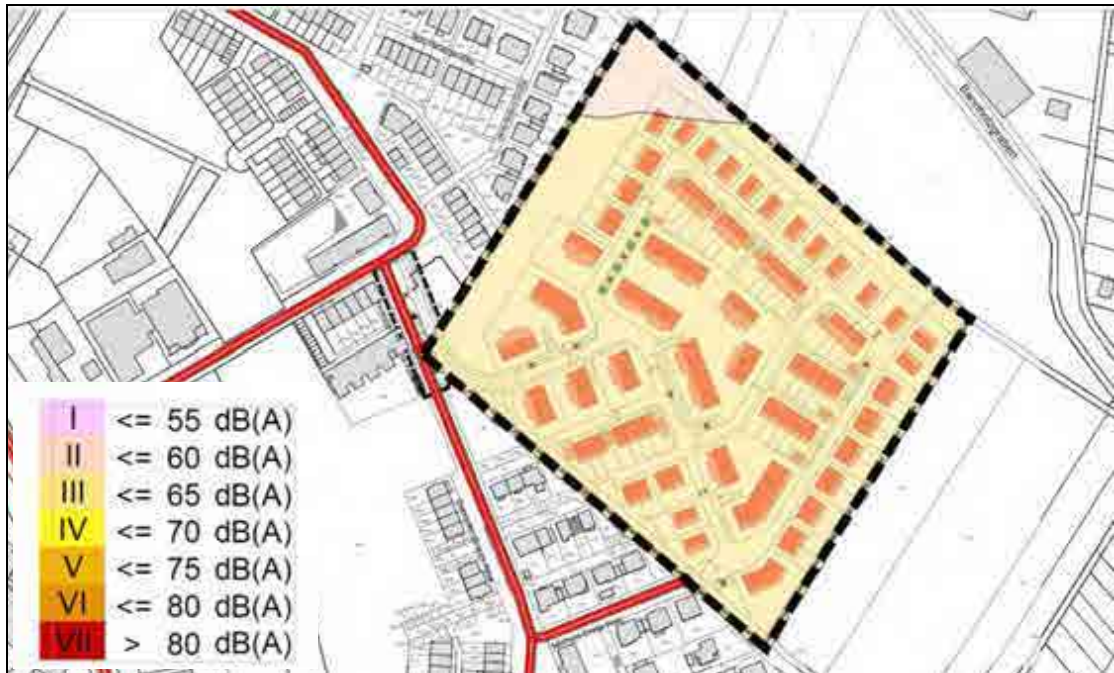 I <= 55 dB(A)
II <= 60 dB(A)
III <= 65 dB(A)
IV <= 70 dB(A)
V <= 75 dB(A)
VI <= 80 dB(A)
VII > 80 dB(A)